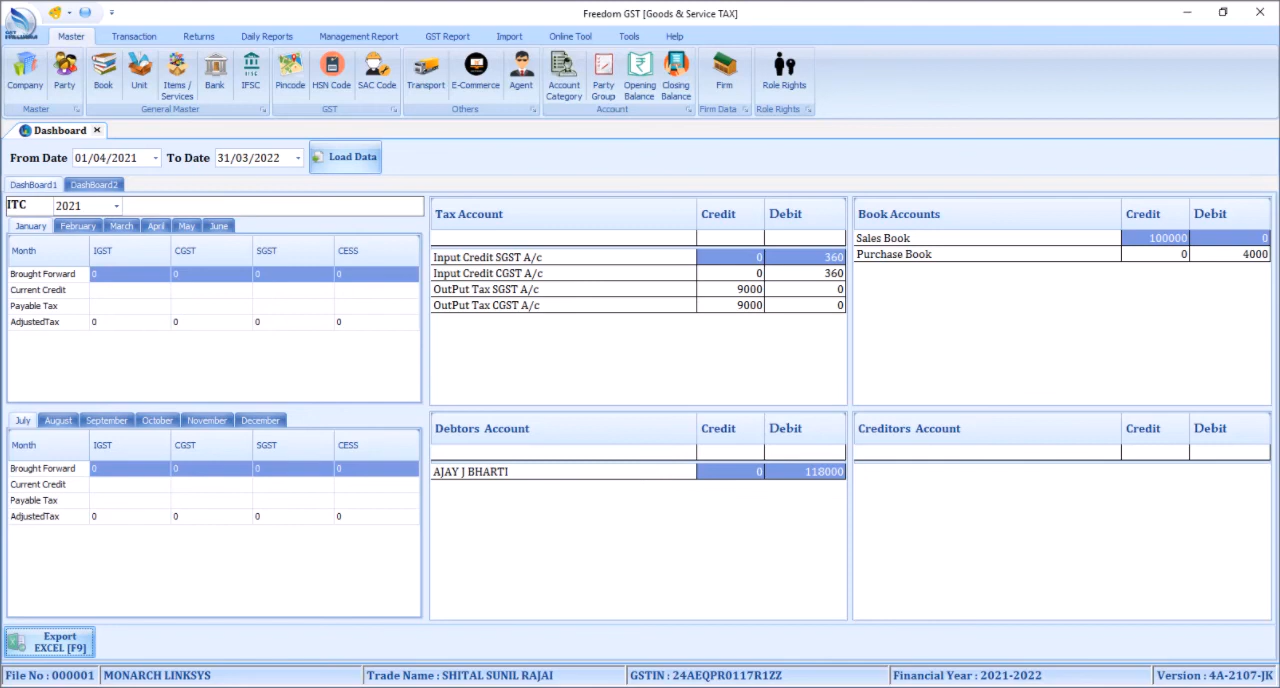 Freedom GST [Goods & Service TAX]
Master Transaction Returns Daily Reports Management Report GST Report Import Online Tool Tools Help
Company Party Book Unit Items / Services Bank IFSC Pincode HSN Code SAC Code Transport E-Commerce Agent Account Category Party Group Opening Balance Closing Balance Firm Role Rights
Master General Master GST Others Account Firm Data Role Rights
Dashboard
From Date 01/04/2021 To Date 31/03/2022 Load Data
DashBoard1 DashBoard2
ITC 2021
January February March April May June
Month IGST CGST SGST CESS
Brought Forward 0 0 0 0
Current Credit
Payable Tax
AdjustedTax 0 0 0 0
July August September October November December
Month IGST CGST SGST CESS
Brought Forward 0 0 0 0
Current Credit
Payable Tax
AdjustedTax 0 0 0 0
Tax Account Credit Debit
Input Credit SGST A/c 0 360
Input Credit CGST A/c 0 360
OutPut Tax SGST A/c 9000 0
OutPut Tax CGST A/c 9000 0
Book Accounts Credit Debit
Sales Book 100000 0
Purchase Book 0 4000
Debtors Account Credit Debit
AJAY J BHARTI 0 118000
Creditors Account Credit Debit
Export EXCEL [F9]
File No : 000001 MONARCH LINKSYS Trade Name : SHITAL SUNIL RAJAI GSTIN : 24AEQPR0117R1ZZ Financial Year : 2021-2022 Version : 4A-2107-JK